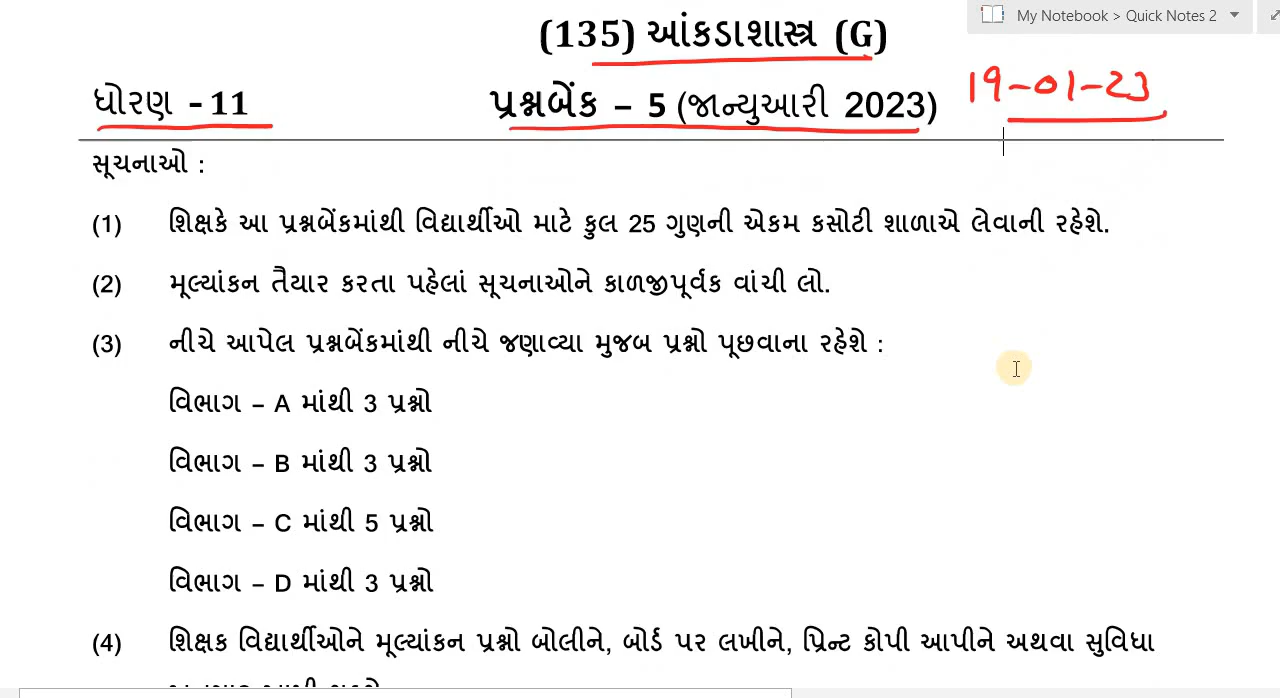 My Notebook > Quick Notes 2
(135) આંકડાશાસ્ત્ર (G)
ધોરણ - 11
પ્રશ્નબેંક – 5 (જાન્યુઆરી 2023)
19-01-23
સૂચનાઓ :
(1) શિક્ષકે આ પ્રશ્નબેંકમાંથી વિદ્યાર્થીઓ માટે કુલ 25 ગુણની એકમ કસોટી શાળાએ લેવાની રહેશે.
(2) મૂલ્યાંકન તૈયાર કરતા પહેલાં સૂચનાઓને કાળજીપૂર્વક વાંચી લો.
(3) નીચે આપેલ પ્રશ્નબેંકમાંથી નીચે જણાવ્યા મુજબ પ્રશ્નો પૂછવાના રહેશે :
વિભાગ – A માંથી 3 પ્રશ્નો
વિભાગ – B માંથી 3 પ્રશ્નો
વિભાગ – C માંથી 5 પ્રશ્નો
વિભાગ – D માંથી 3 પ્રશ્નો
(4) શિક્ષક વિદ્યાર્થીઓને મૂલ્યાંકન પ્રશ્નો બોલીને, બોર્ડ પર લખીને, પ્રિન્ટ કોપી આપીને અથવા સુવિધા